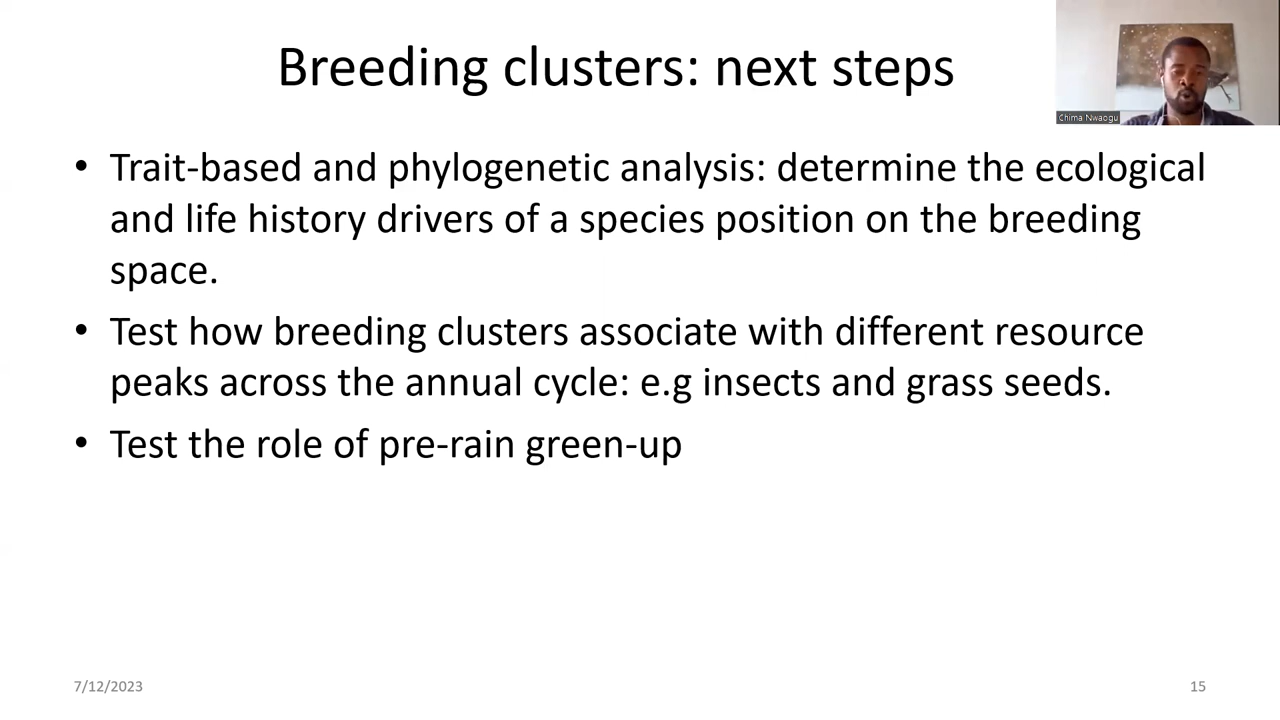 Breeding clusters: next steps
Chima Nwaogu
• Trait-based and phylogenetic analysis: determine the ecological
and life history drivers of a species position on the breeding
space.
• Test how breeding clusters associate with different resource
peaks across the annual cycle: e.g insects and grass seeds.
• Test the role of pre-rain green-up
7/12/2023
15